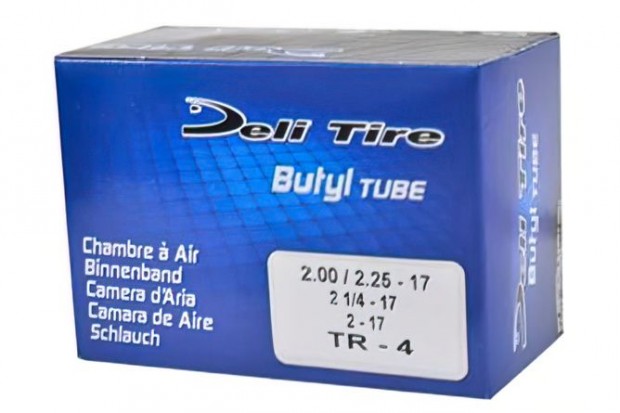 Deli Tire
Butyl TUBE
Chambre à Air
Binnenband
Camera d'Aria
Camara de Aire
Schlauch
2.00 / 2.25 - 17
2 1/4 - 17
2 - 17
TR - 4
Deli Tire
Butyl TUBE